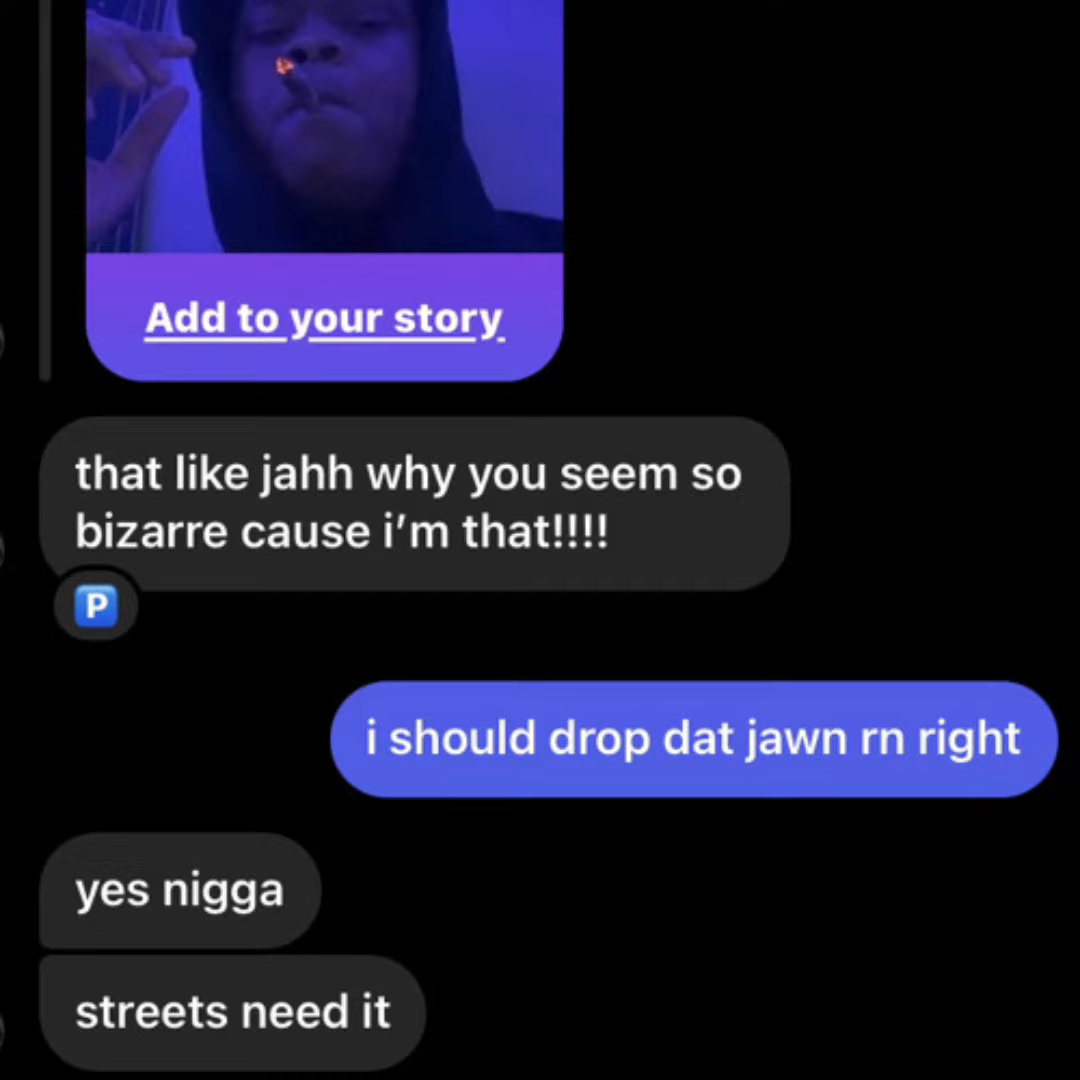 Add to your story
that like jahh why you seem so
bizarre cause i’m that!!!!
🅿️
i should drop dat jawn rn right
yes nigga
streets need it